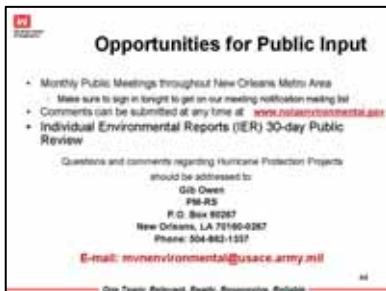 Opportunities for Public Input
• Monthly Public Meetings throughout New Orleans Metro Area
- Make sure to sign in tonight to get on our meeting notification mailing list
• Comments can be submitted at any time at www.nolaenvironmental.gov
• Individual Environmental Reports (IER) 30-day Public
Review
Questions and comments regarding Hurricane Protection Projects
should be addressed to:
Gib Owen
PM-RS
P.O. Box 60267
New Orleans, LA 70160-0267
Phone: 504-862-1337
E-mail: mvnenvironmental@usace.army.mil
One Team: Relevant, Ready, Responsive, Reliable